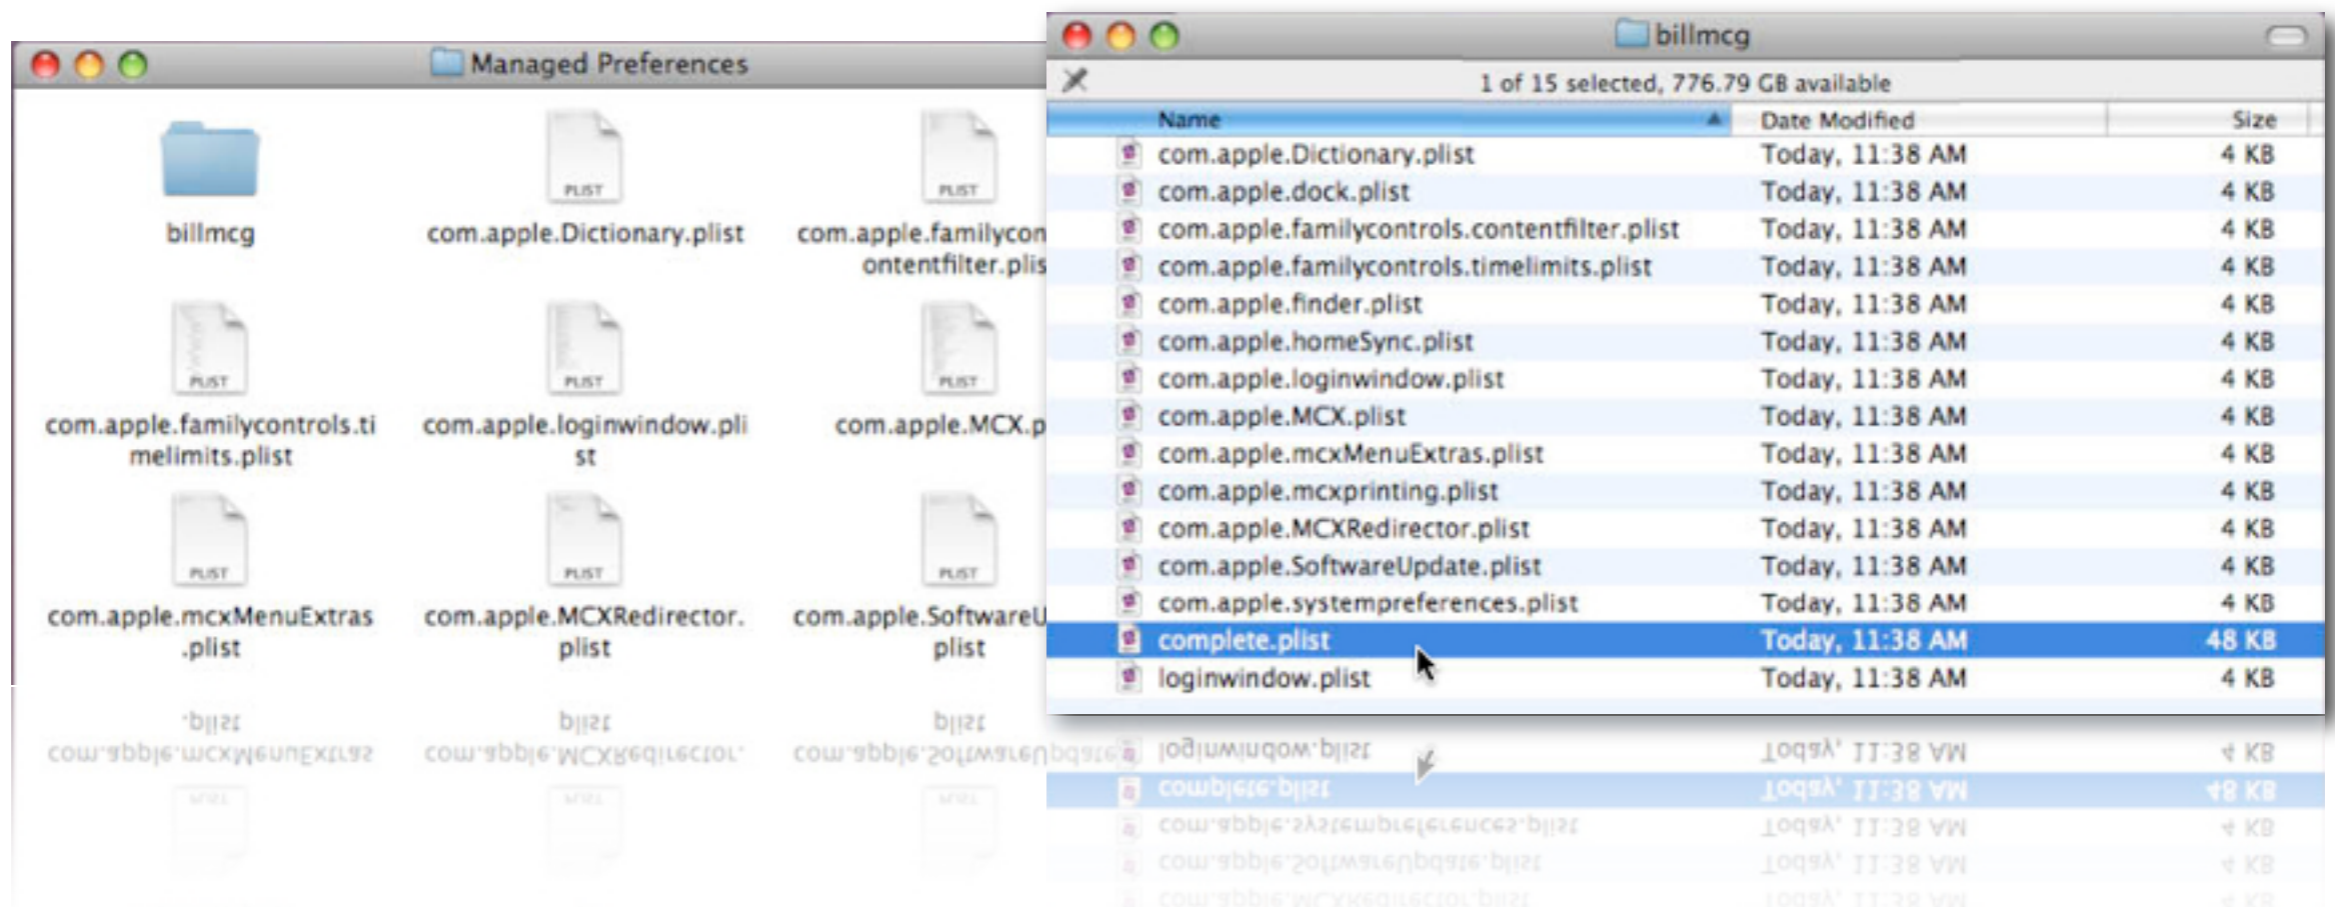 Managed Preferences
PLIST
PLIST
billmcg
com.apple.Dictionary.plist
com.apple.familycon
ontentfilter.plis
PLIST
PLIST
PLIST
com.apple.familycontrols.ti
melimits.plist
com.apple.loginwindow.pli
st
com.apple.MCX.p
PLIST
PLIST
PLIST
com.apple.mcxMenuExtras
.plist
com.apple.MCXRedirector.
plist
com.apple.SoftwareU
plist
billmcg
1 of 15 selected, 776.79 GB available
Name Date Modified Size
com.apple.Dictionary.plist Today, 11:38 AM 4 KB
com.apple.dock.plist Today, 11:38 AM 4 KB
com.apple.familycontrols.contentfilter.plist Today, 11:38 AM 4 KB
com.apple.familycontrols.timelimits.plist Today, 11:38 AM 4 KB
com.apple.finder.plist Today, 11:38 AM 4 KB
com.apple.homeSync.plist Today, 11:38 AM 4 KB
com.apple.loginwindow.plist Today, 11:38 AM 4 KB
com.apple.MCX.plist Today, 11:38 AM 4 KB
com.apple.mcxMenuExtras.plist Today, 11:38 AM 4 KB
com.apple.mcxprinting.plist Today, 11:38 AM 4 KB
com.apple.MCXRedirector.plist Today, 11:38 AM 4 KB
com.apple.SoftwareUpdate.plist Today, 11:38 AM 4 KB
com.apple.systempreferences.plist Today, 11:38 AM 4 KB
complete.plist Today, 11:38 AM 48 KB
loginwindow.plist Today, 11:38 AM 4 KB